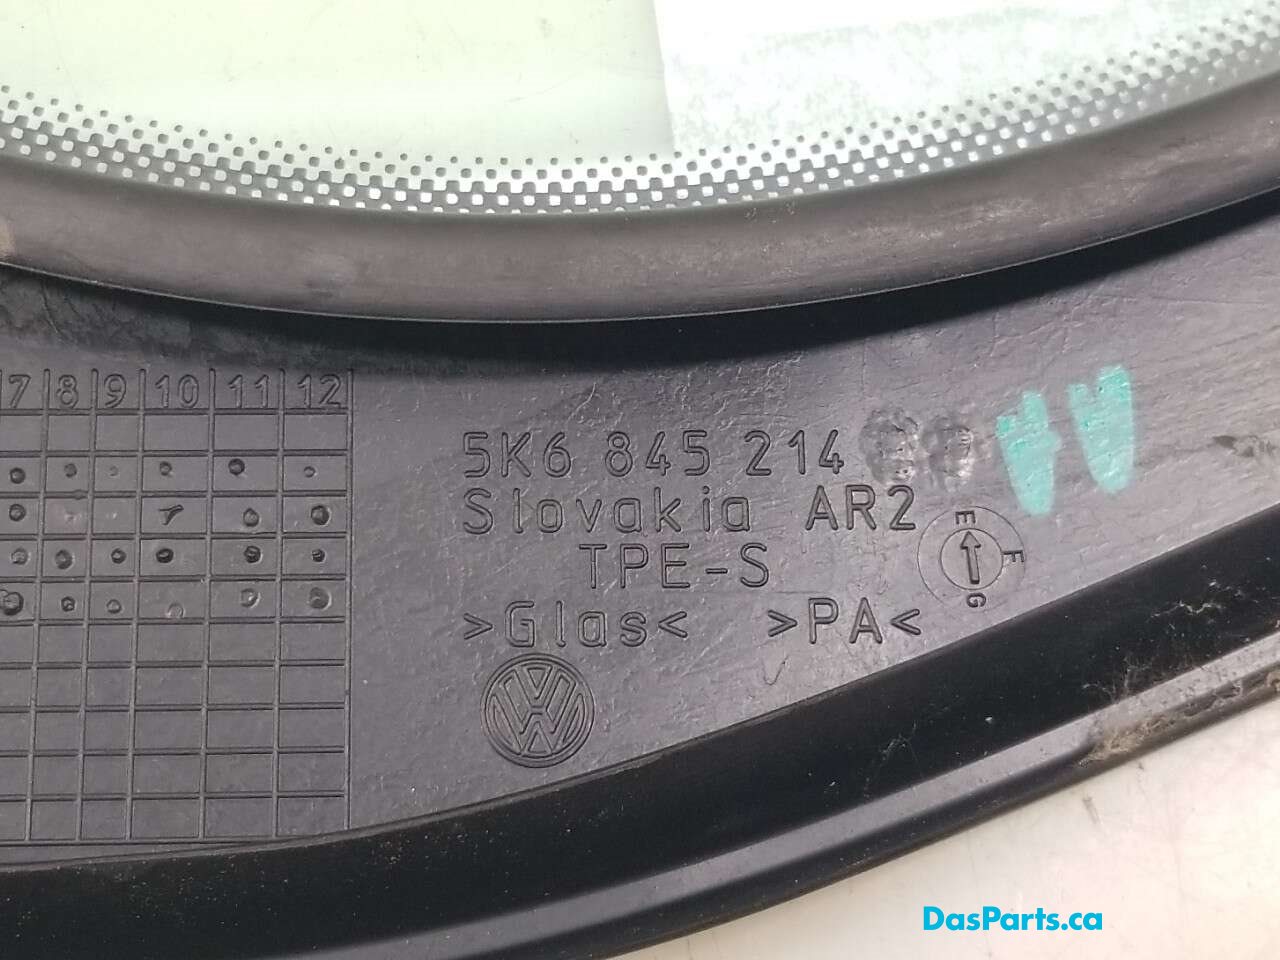 7 8 9 10 11 12
5K6 845 214
Slovakia AR2
TPE-S
>Glas< >PA<
E
F
G
DasParts.ca